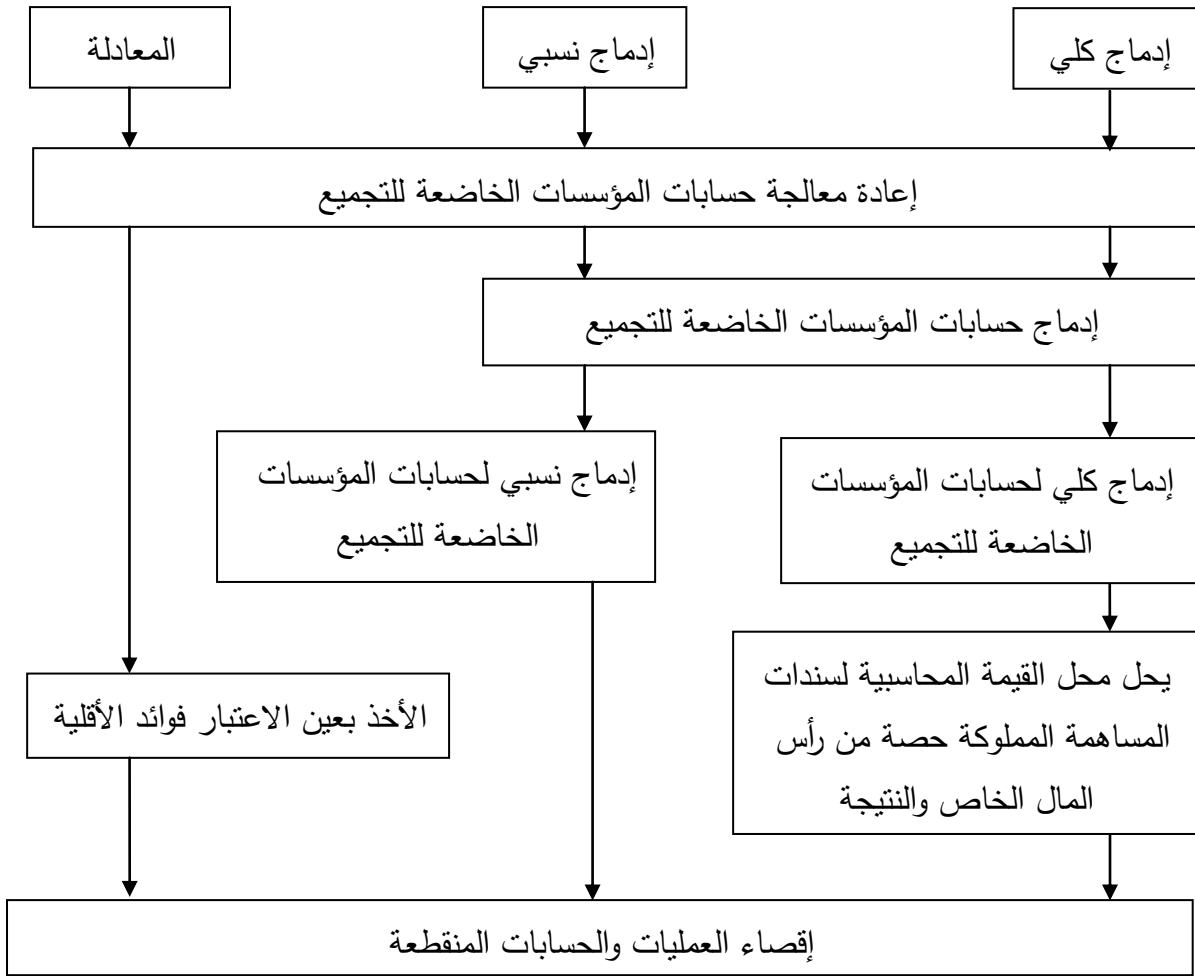 إدماج كلي
إدماج نسبي
المعادلة
إعادة معالجة حسابات المؤسسات الخاضعة للتجميع
إدماج حسابات المؤسسات الخاضعة للتجميع
إدماج كلي لحسابات المؤسسات
الخاضعة للتجميع
إدماج نسبي لحسابات المؤسسات
الخاضعة للتجميع
يحل محل القيمة المحاسبية لسندات
المساهمة المملوكة حصة من رأس
المال الخاص والنتيجة
الأخذ بعين الاعتبار فوائد الأقلية
إقصاء العمليات والحسابات المنقطعة